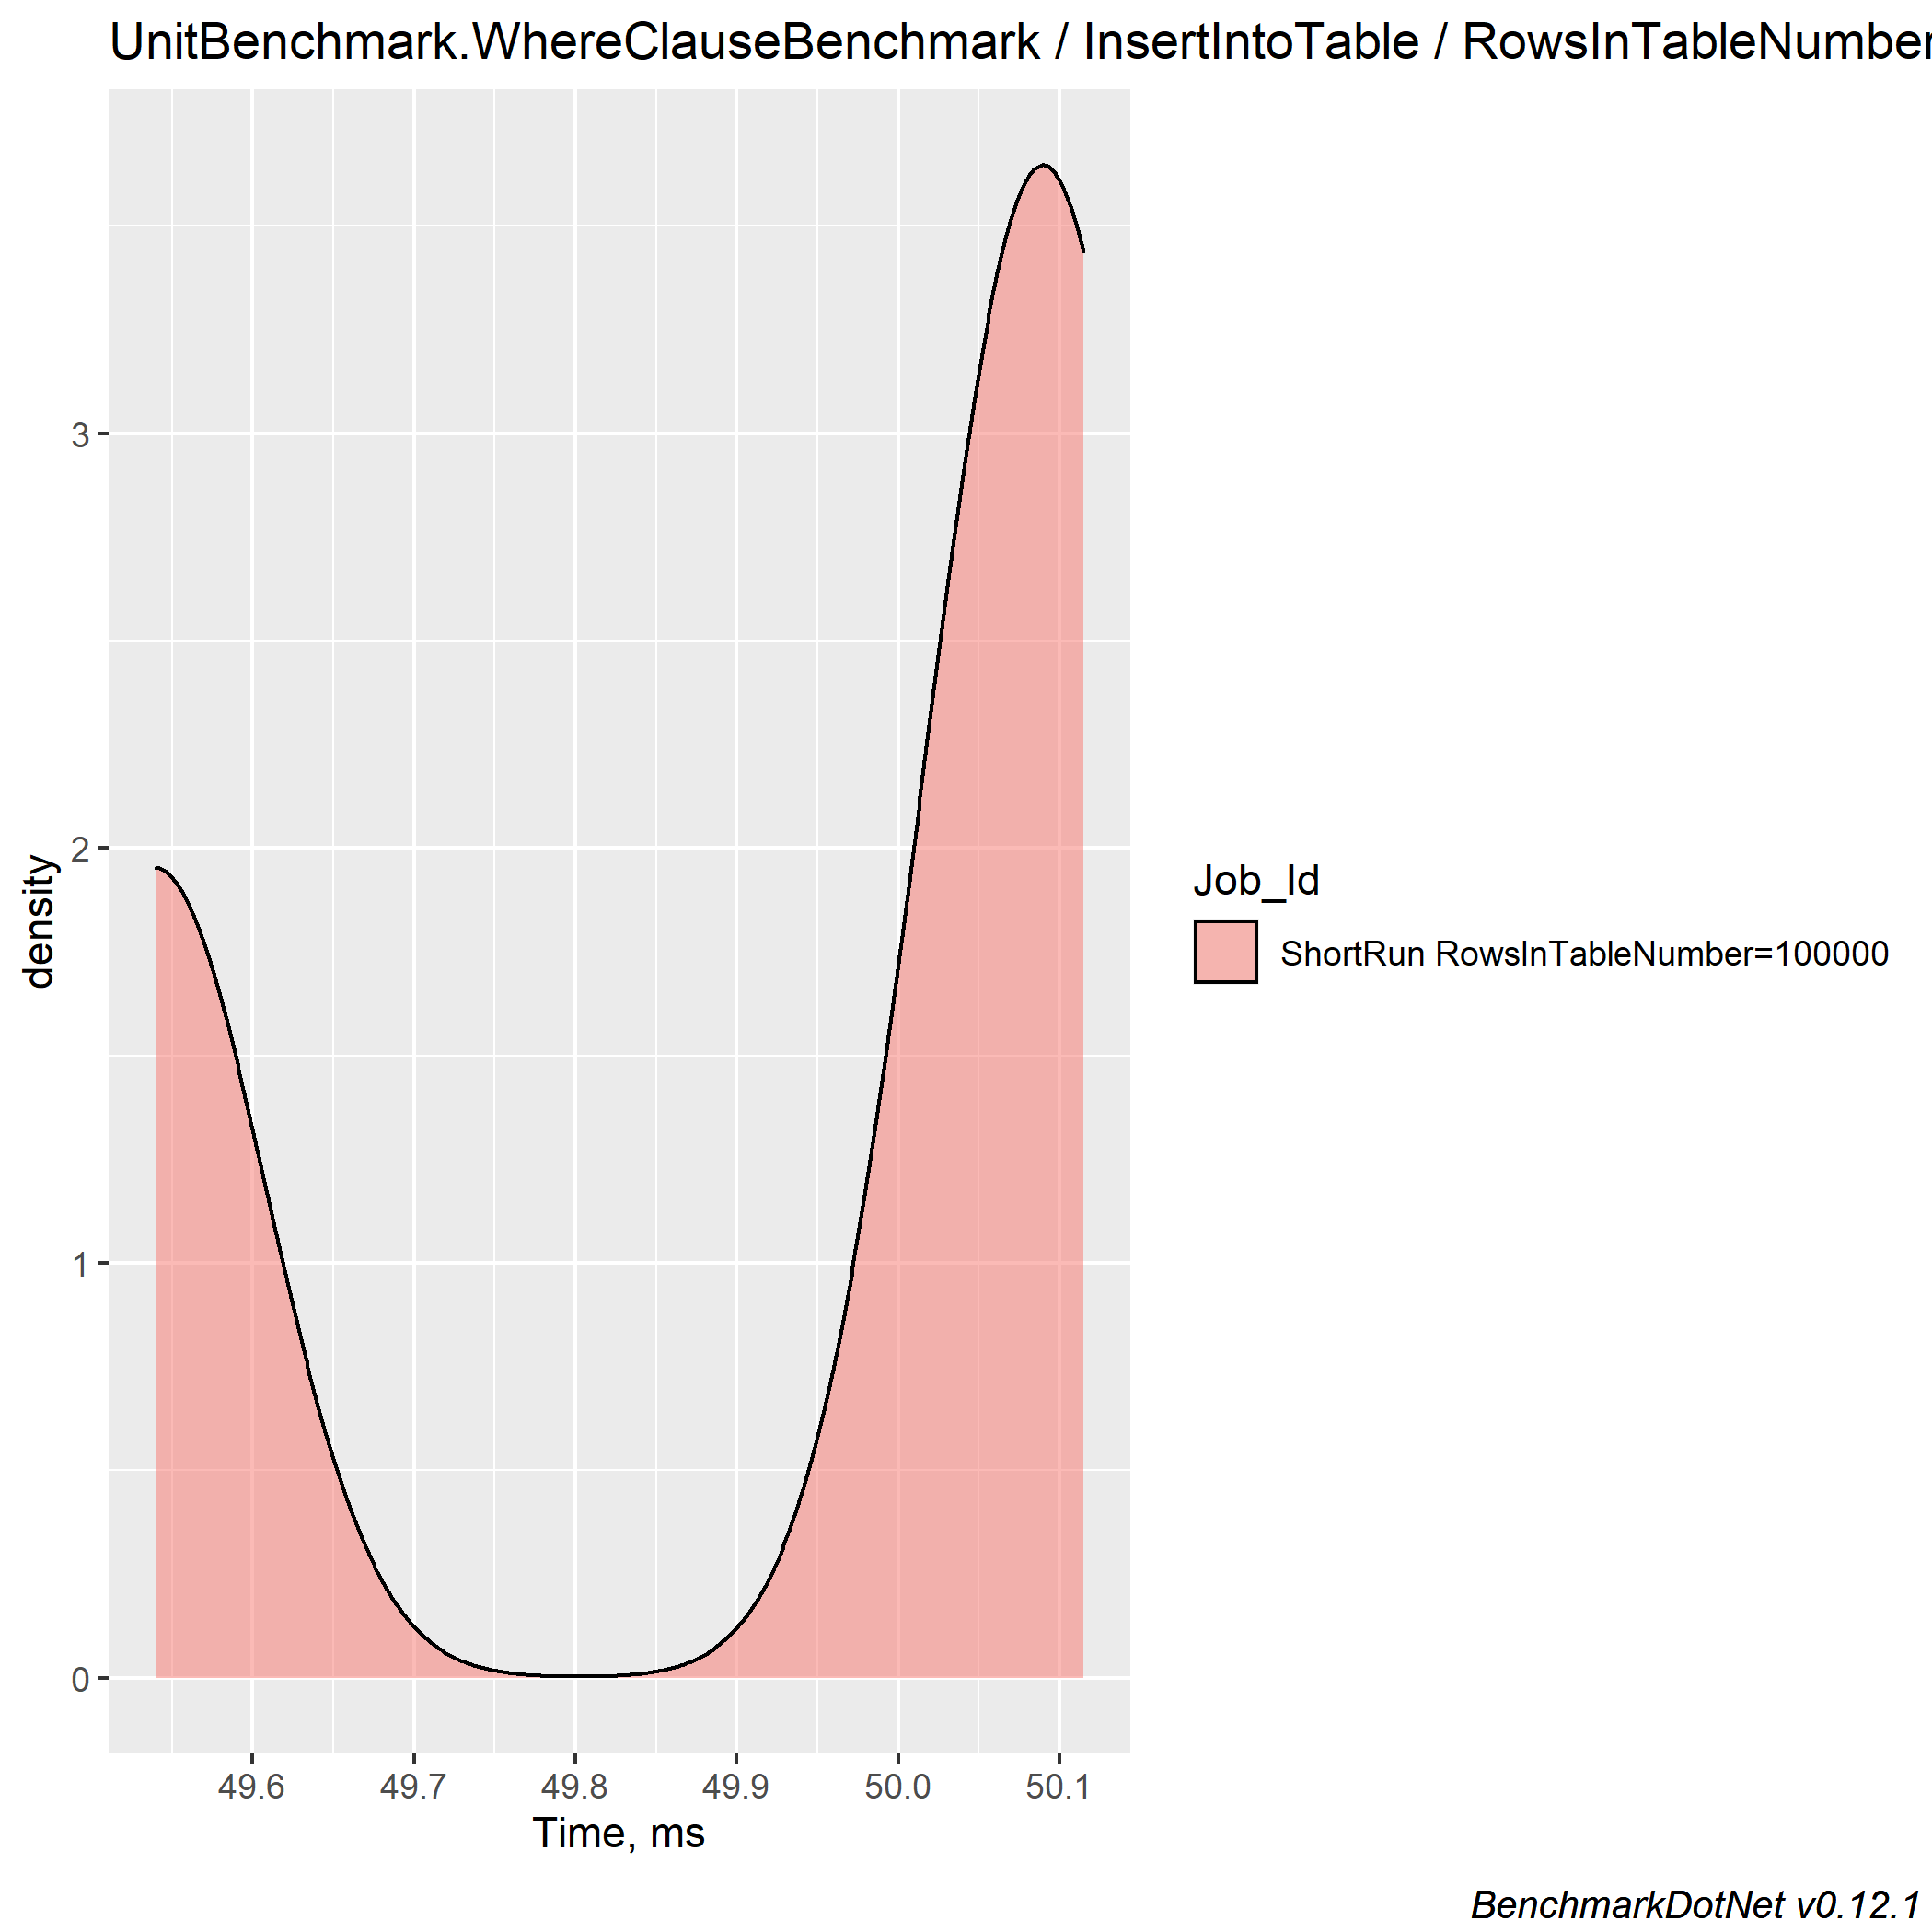 UnitBenchmark.WhereClauseBenchmark / InsertIntoTable / RowsInTableNumber
density
3
2
1
0
49.6 49.7 49.8 49.9 50.0 50.1
Time, ms
Job_Id
ShortRun RowsInTableNumber=100000
BenchmarkDotNet v0.12.1